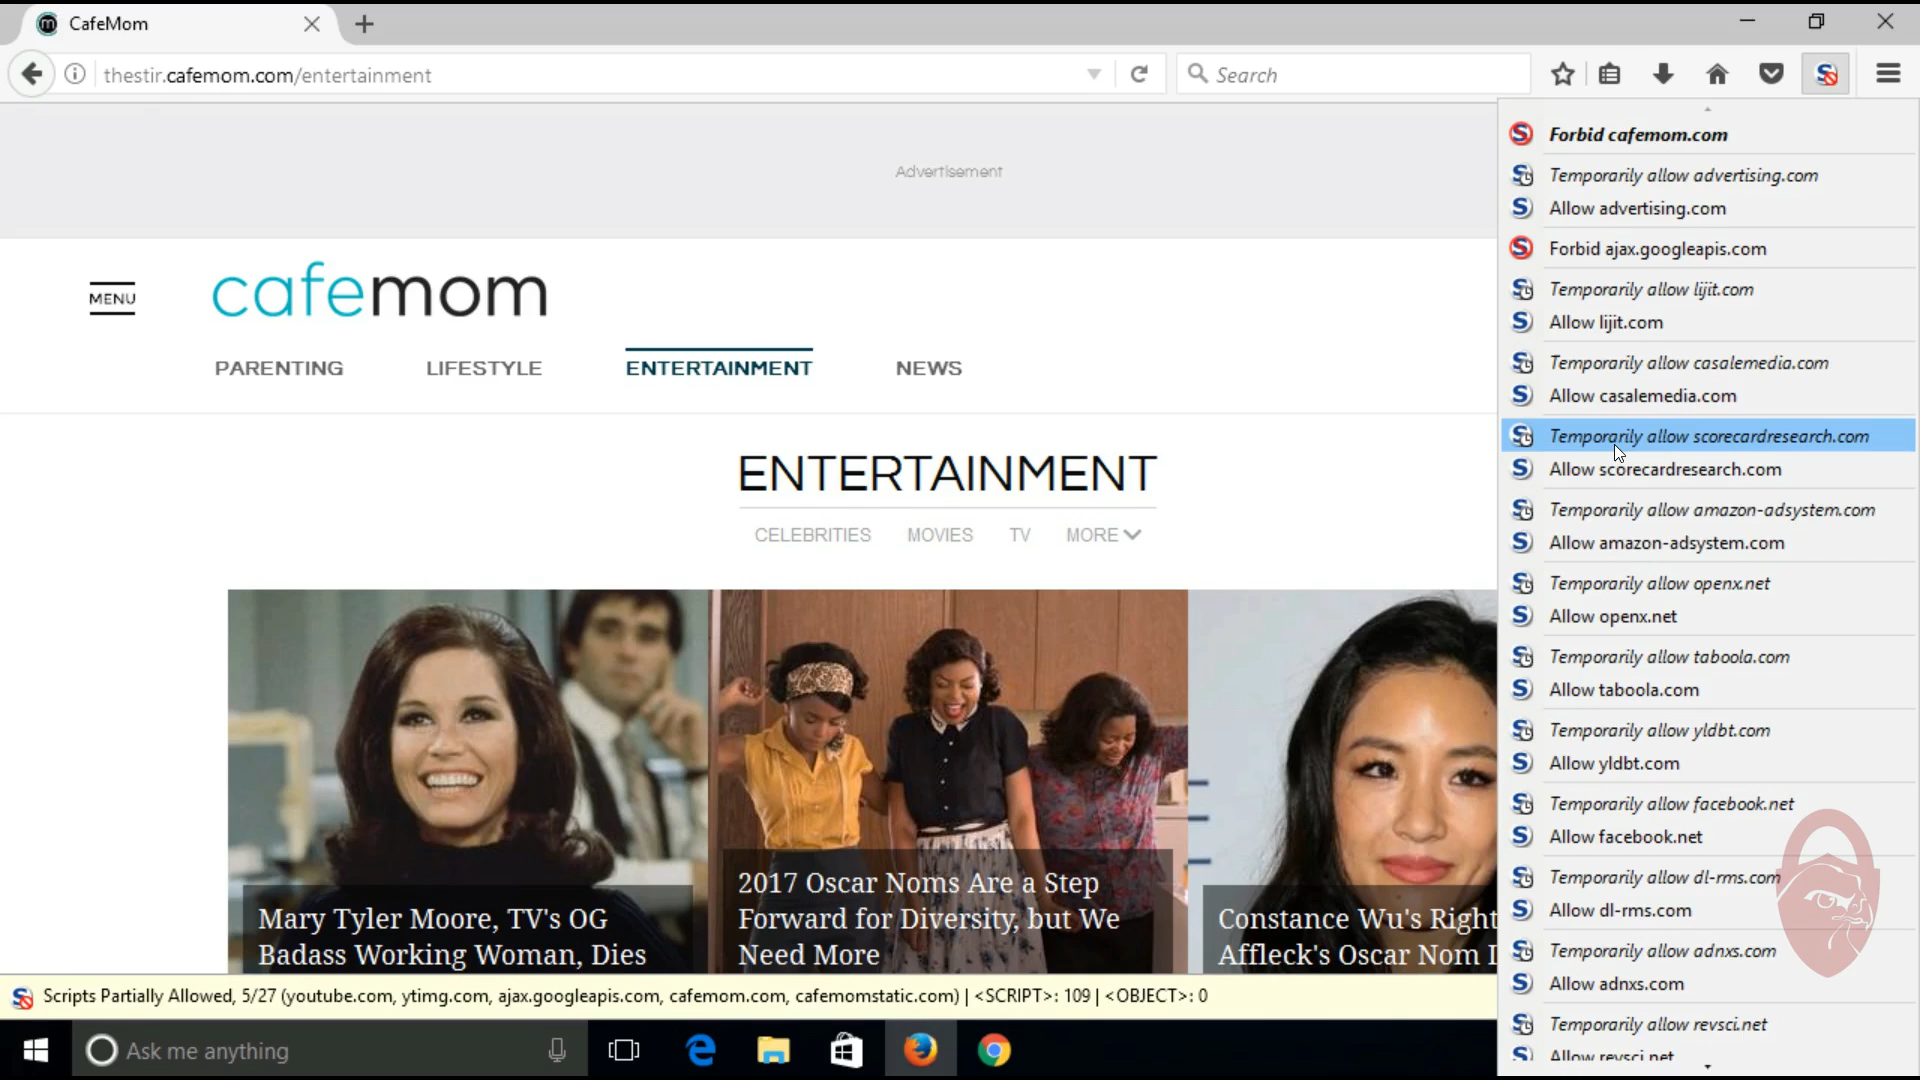 CafeMom
thestir.cafemom.com/entertainment
Search
Advertisement
MENU
cafemom
PARENTING
LIFESTYLE
ENTERTAINMENT
NEWS
ENTERTAINMENT
CELEBRITIES
MOVIES
TV
MORE
Mary Tyler Moore, TV's OG
Badass Working Woman, Dies
2017 Oscar Noms Are a Step
Forward for Diversity, but We
Need More
Constance Wu's Right
Affleck's Oscar Nom I
Forbid cafemom.com
Temporarily allow advertising.com
Allow advertising.com
Forbid ajax.googleapis.com
Temporarily allow lijit.com
Allow lijit.com
Temporarily allow casalemedia.com
Allow casalemedia.com
Temporarily allow scorecardresearch.com
Allow scorecardresearch.com
Temporarily allow amazon-adsystem.com
Allow amazon-adsystem.com
Temporarily allow openx.net
Allow openx.net
Temporarily allow taboola.com
Allow taboola.com
Temporarily allow yldbt.com
Allow yldbt.com
Temporarily allow facebook.net
Allow facebook.net
Temporarily allow dl-rms.com
Allow dl-rms.com
Temporarily allow adnxs.com
Allow adnxs.com
Temporarily allow revsci.net
Allow revsci.net
Scripts Partially Allowed, 5/27 (youtube.com, ytimg.com, ajax.googleapis.com, cafemom.com, cafemomstatic.com) | <SCRIPT>: 109 | <OBJECT>: 0
Ask me anything